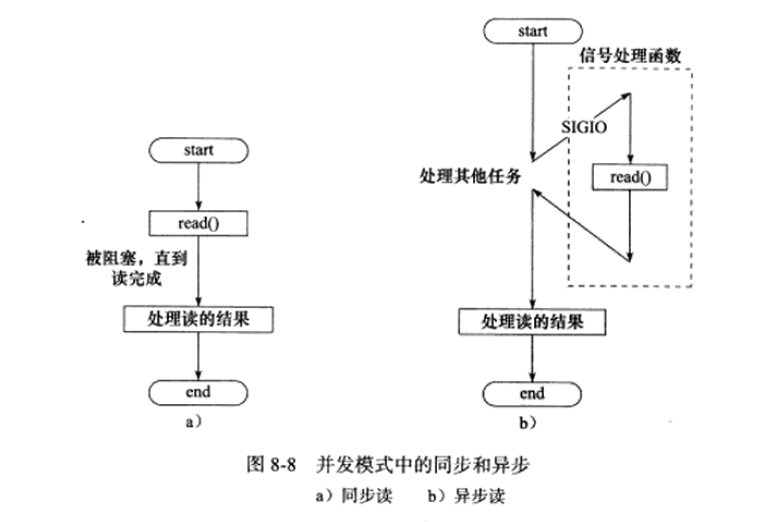 start
read()
被阻塞，直到
读完成
处理读的结果
end
a）
start
信号处理函数
SIGIO
处理其他任务
read()
处理读的结果
end
b）
图 8-8 并发模式中的同步和异步
a）同步读 b）异步读